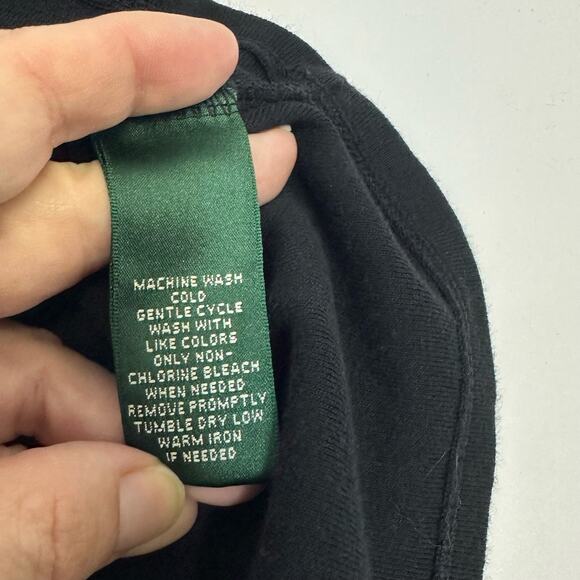 MACHINE WASH
COLD
GENTLE CYCLE
WASH WITH
LIKE COLORS
ONLY NON-
CHLORINE BLEACH
WHEN NEEDED
REMOVE PROMPTLY
TUMBLE DRY LOW
WARM IRON
IF NEEDED